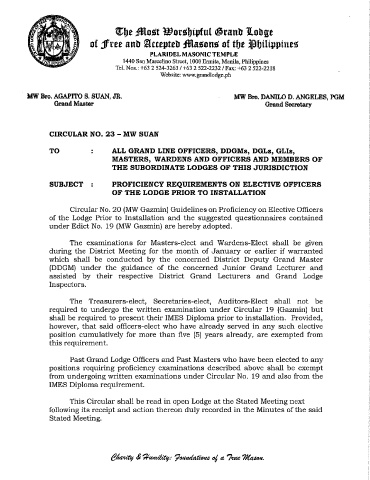 The Most Worshipful Grand Lodge
of Free and Accepted Masons of the Philippines
PLARIDEL MASONIC TEMPLE
1440 San Marcelino Street, 1000 Ermita, Manila, Philippines
Tel. Nos.: +63 2 524-3263 / +63 2 522-2232 / Fax: +63 2 522-2218
Website: www.grandlodge.ph
MW Bro. AGAPITO S. SUAN, JR.
Grand Master
MW Bro. DANILO D. ANGELES, PGM
Grand Secretary
CIRCULAR NO. 23 – MW SUAN
TO : ALL GRAND LINE OFFICERS, DDGMs, DGLs, GLIs,
MASTERS, WARDENS AND OFFICERS AND MEMBERS OF
THE SUBORDINATE LODGES OF THIS JURISDICTION
SUBJECT : PROFICIENCY REQUIREMENTS ON ELECTIVE OFFICERS
OF THE LODGE PRIOR TO INSTALLATION
Circular No. 20 (MW Gazmin) Guidelines on Proficiency on Elective Officers
of the Lodge Prior to Installation and the suggested questionnaires contained
under Edict No. 19 (MW Gazmin) are hereby adopted.
The examinations for Masters-elect and Wardens-Elect shall be given
during the District Meeting for the month of January or earlier if warranted
which shall be conducted by the concerned District Deputy Grand Master
(DDGM) under the guidance of the concerned Junior Grand Lecturer and
assisted by their respective District Grand Lecturers and Grand Lodge
Inspectors.
The Treasurers-elect, Secretaries-elect, Auditors-Elect shall not be
required to undergo the written examination under Circular 19 (Gazmin) but
shall be required to present their IMES Diploma prior to installation. Provided,
however, that said officers-elect who have already served in any such elective
position cumulatively for more than five (5) years already, are exempted from
this requirement.
Past Grand Lodge Officers and Past Masters who have been elected to any
positions requiring proficiency examinations described above shall be exempt
from undergoing written examinations under Circular No. 19 and also from the
IMES Diploma requirement.
This Circular shall be read in open Lodge at the Stated Meeting next
following its receipt and action thereon duly recorded in the Minutes of the said
Stated Meeting.
Charity & Humility: Foundations of a True Mason.